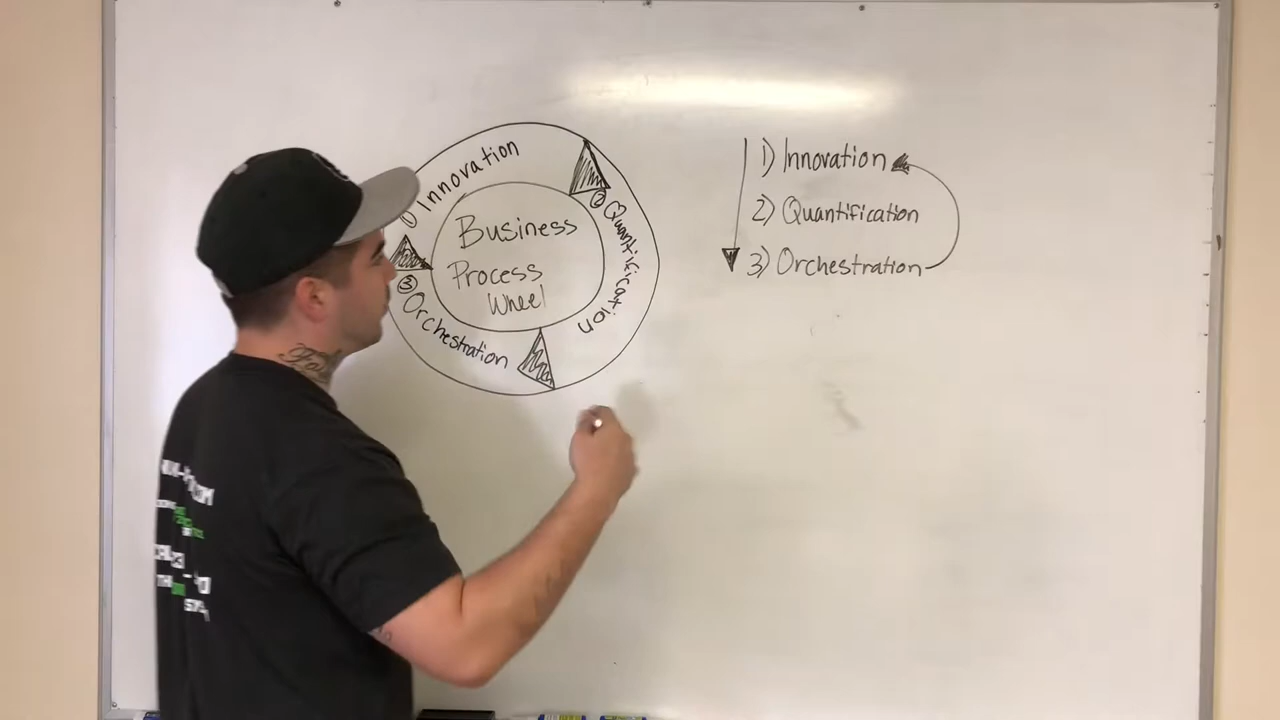 ① Innovation
② Quantification
③ Orchestration
Business
Process
Wheel
1) Innovation
2) Quantification
3) Orchestration